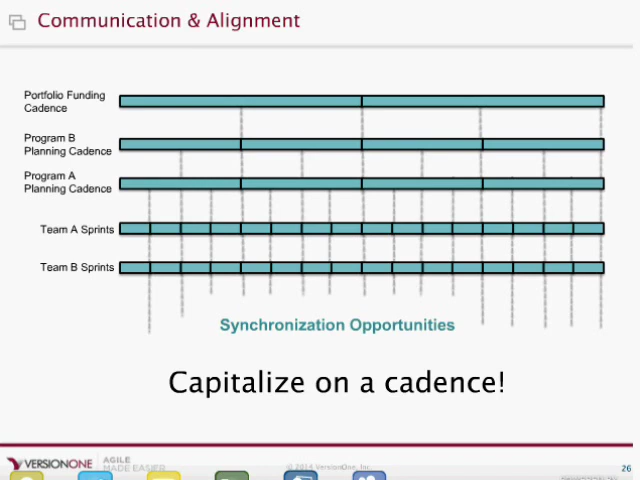 Communication & Alignment
Portfolio Funding
Cadence
Program B
Planning Cadence
Program A
Planning Cadence
Team A Sprints
Team B Sprints
Synchronization Opportunities
Capitalize on a cadence!
VERSIONONE
AGILE
MADE EASIER
© 2014 VersionOne, Inc.
26